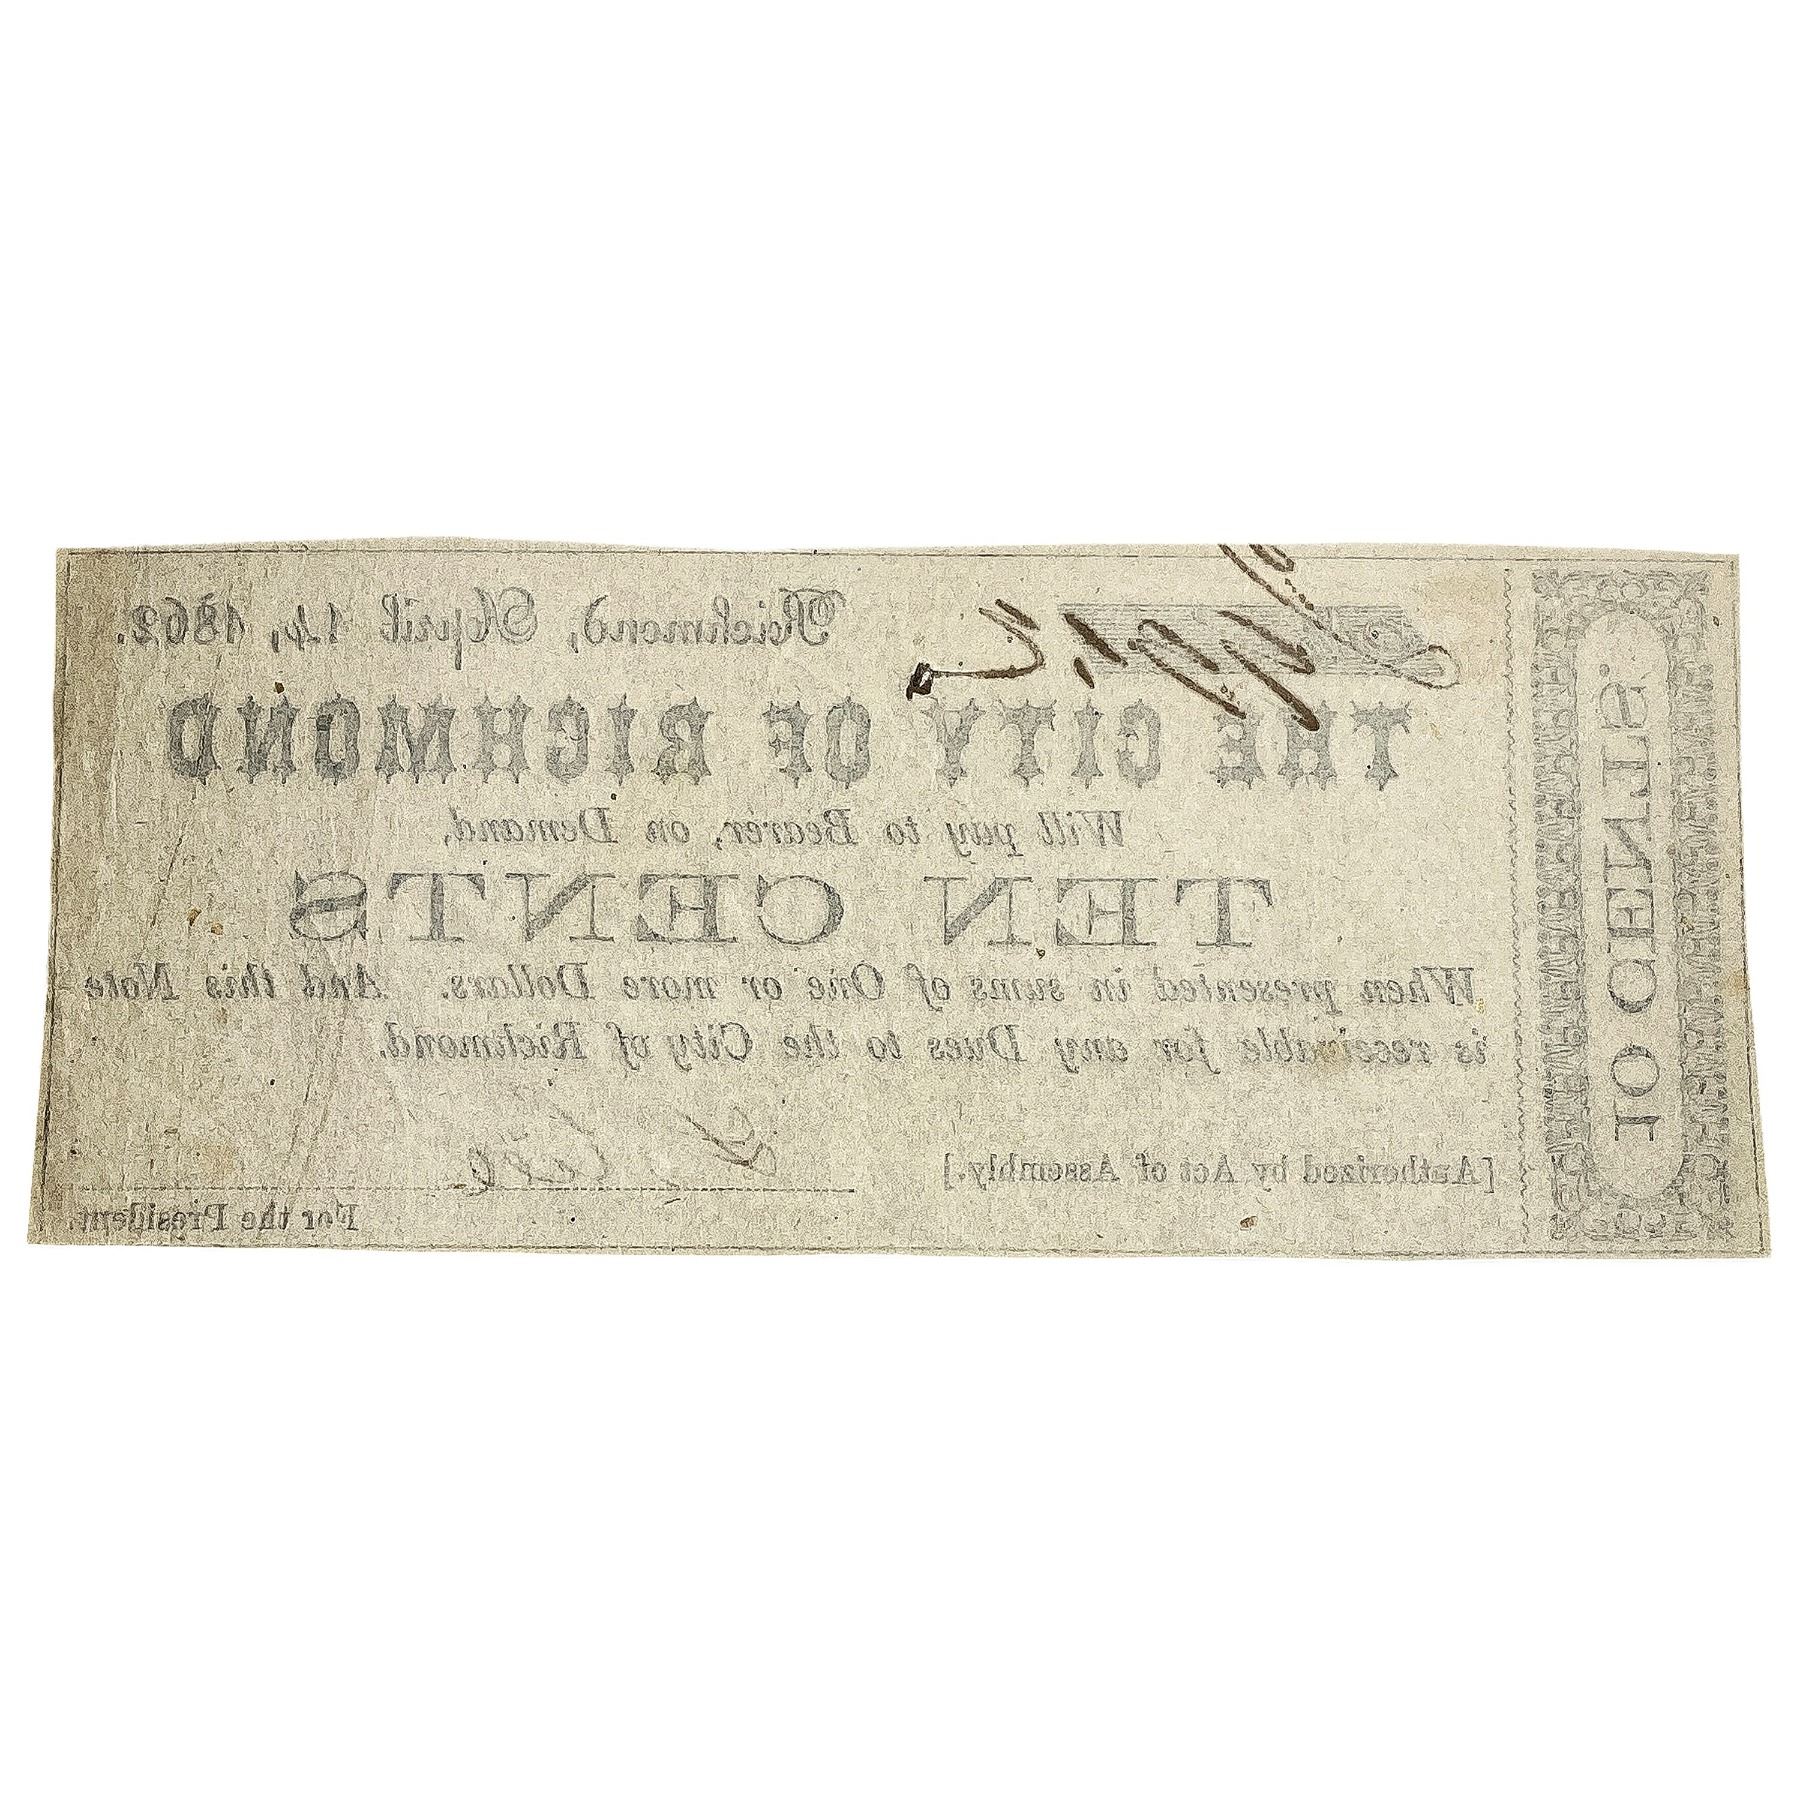 Richmond, April 14, 1862.
THE CITY OF RICHMOND
Will pay to Bearer, on Demand,
TEN CENTS
When presented in sums of One or more Dollars. And this Note
is receivable for any Dues to the City of Richmond.
[Authorized by Act of Assembly.]
For the President.
10 CENTS.